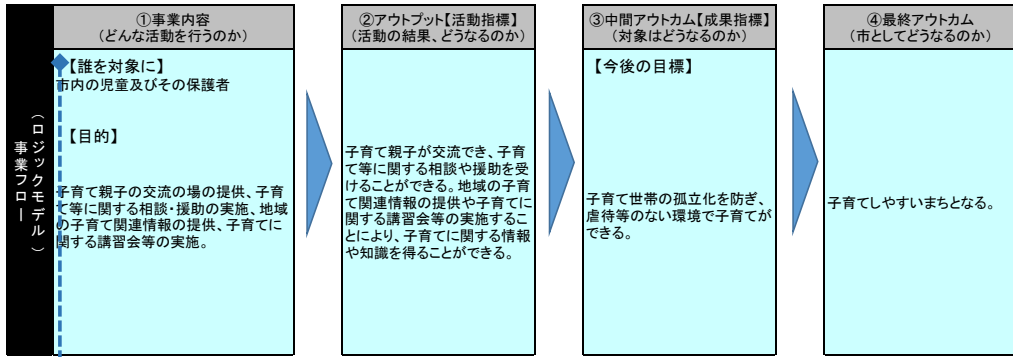 事業フロー
（ロジックモデル）
①事業内容
（どんな活動を行うのか）
【誰を対象に】
市内の児童及びその保護者
【目的】
子育て親子の交流の場の提供、子育
て等に関する相談・援助の実施、地域
の子育て関連情報の提供、子育てに
関する講習会等の実施。
②アウトプット【活動指標】
（活動の結果、どうなるのか）
子育て親子が交流でき、子育
て等に関する相談や援助を受
けることができる。地域の子育
て関連情報の提供や子育てに
関する講習会等の実施するこ
とにより、子育てに関する情報
や知識を得ることができる。
③中間アウトカム【成果指標】
（対象はどうなるのか）
【今後の目標】
子育て世帯の孤立化を防ぎ、
虐待等のない環境で子育てが
できる。
④最終アウトカム
（市としてどうなるのか）
子育てしやすいまちとなる。